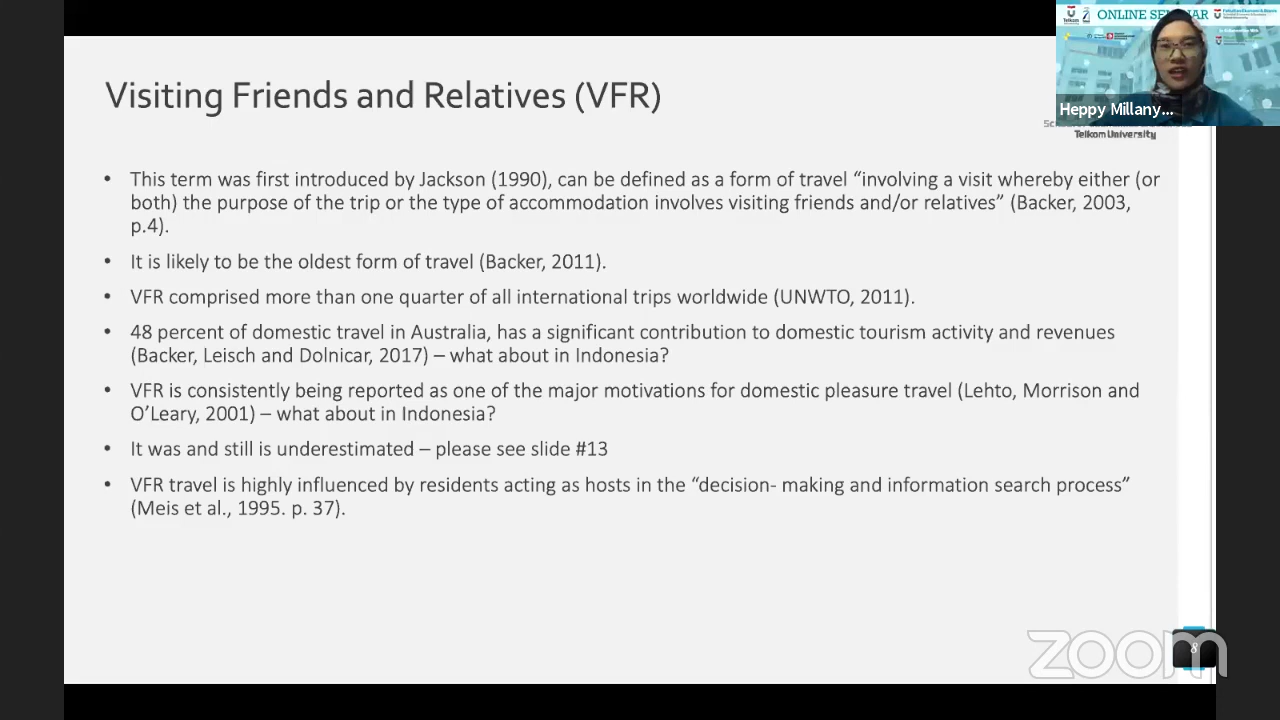 ONLINE SEMINAR
Telkom
Heppy Millany...
Telkom University
Visiting Friends and Relatives (VFR)
• This term was first introduced by Jackson (1990), can be defined as a form of travel “involving a visit whereby either (or
both) the purpose of the trip or the type of accommodation involves visiting friends and/or relatives” (Backer, 2003,
p.4).
• It is likely to be the oldest form of travel (Backer, 2011).
• VFR comprised more than one quarter of all international trips worldwide (UNWTO, 2011).
• 48 percent of domestic travel in Australia, has a significant contribution to domestic tourism activity and revenues
(Backer, Leisch and Dolnicar, 2017) – what about in Indonesia?
• VFR is consistently being reported as one of the major motivations for domestic pleasure travel (Lehto, Morrison and
O’Leary, 2001) – what about in Indonesia?
• It was and still is underestimated – please see slide #13
• VFR travel is highly influenced by residents acting as hosts in the “decision- making and information search process”
(Meis et al., 1995. p. 37).
zoom
8